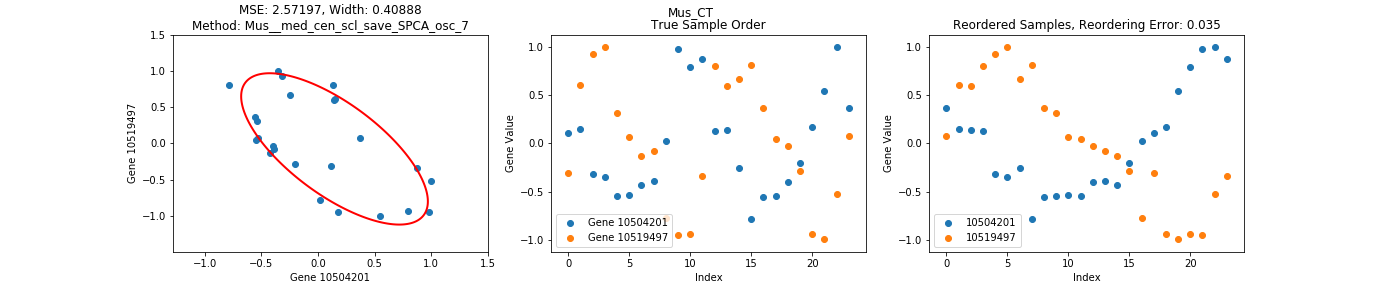 Mus_CT
MSE: 2.57197, Width: 0.40888
Method: Mus__med_cen_scl_save_SPCA_osc_7
1.5
1.0
0.5
0.0
−0.5
−1.0
Gene 10519497
−1.0
−0.5
0.0
0.5
1.0
1.5
Gene 10504201
True Sample Order
1.0
0.5
0.0
−0.5
−1.0
Gene Value
Gene 10504201
Gene 10519497
0
5
10
15
20
Index
Reordered Samples, Reordering Error: 0.035
1.0
0.5
0.0
−0.5
−1.0
Gene Value
10504201
10519497
0
5
10
15
20
Index